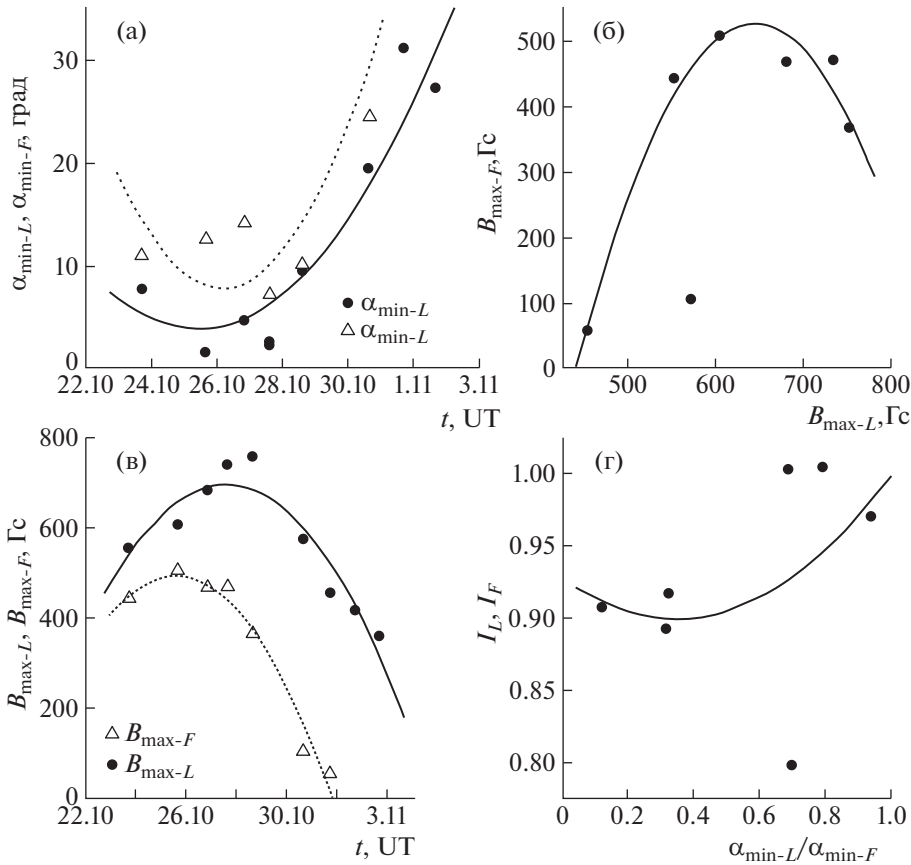 (а)
α_min-L, α_min-F, град
30
20
10
0
22.10 24.10 26.10 28.10 30.10 1.11 3.11
t, UT
α_min-L
α_min-L
(б)
B_max-F, Гс
500
400
300
200
100
0
500 600 700 800
B_max-L, Гс
(в)
B_max-L, B_max-F, Гс
800
600
400
200
0
22.10 26.10 30.10 3.11
t, UT
B_max-F
B_max-L
(г)
I_L, I_F
1.00
0.95
0.90
0.85
0.80
0 0.2 0.4 0.6 0.8 1.0
α_min-L/α_min-F